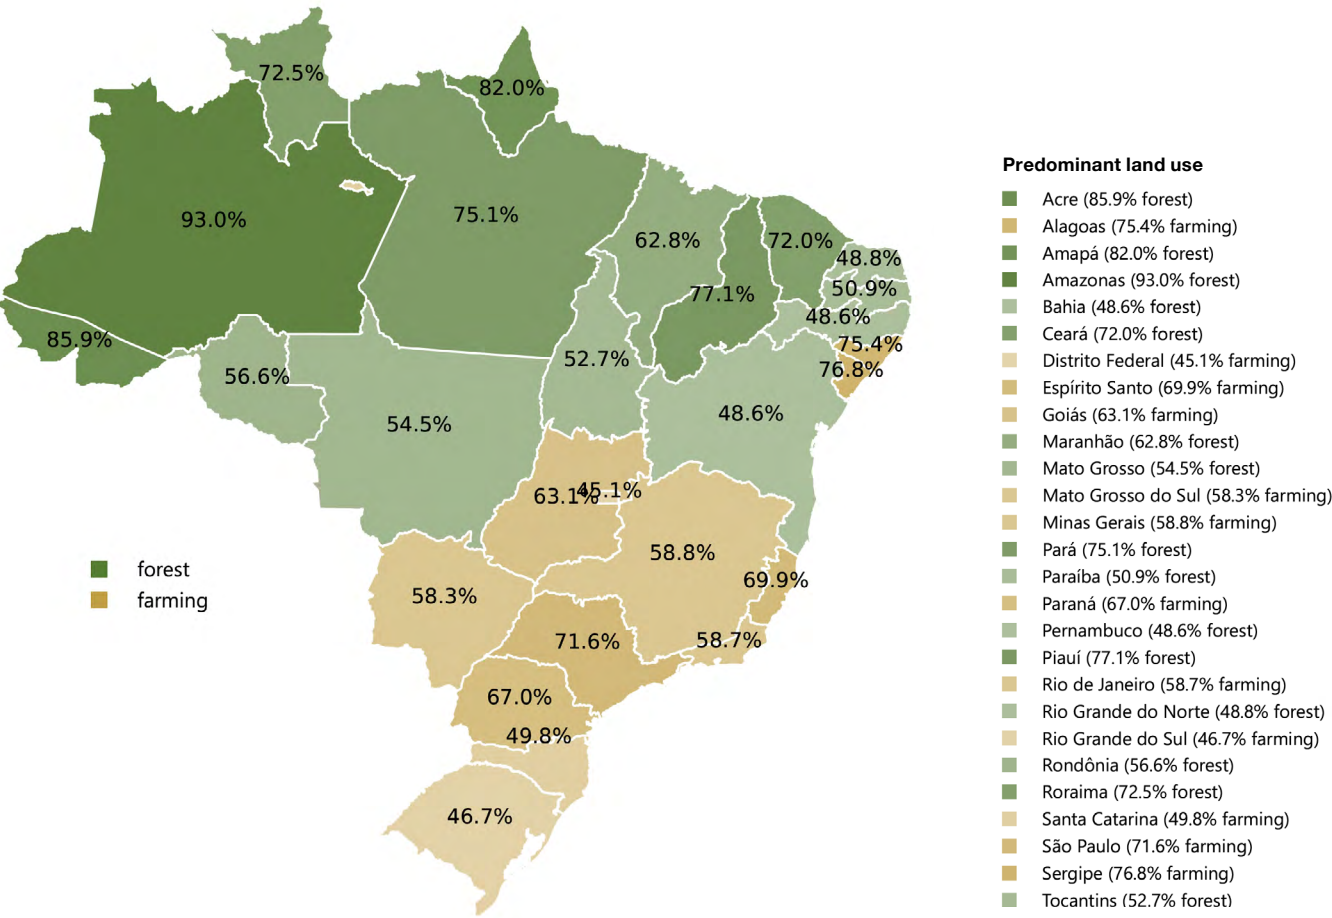 72.5%
82.0%
93.0%
75.1%
62.8%
72.0%
48.8%
50.9%
77.1%
48.6%
85.9%
75.4%
52.7%
76.8%
56.6%
54.5%
48.6%
63.1%
45.1%
58.8%
69.9%
58.3%
71.6%
58.7%
67.0%
49.8%
46.7%
forest
farming
Predominant land use
Acre (85.9% forest)
Alagoas (75.4% farming)
Amapá (82.0% forest)
Amazonas (93.0% forest)
Bahia (48.6% forest)
Ceará (72.0% forest)
Distrito Federal (45.1% farming)
Espírito Santo (69.9% farming)
Goiás (63.1% farming)
Maranhão (62.8% forest)
Mato Grosso (54.5% forest)
Mato Grosso do Sul (58.3% farming)
Minas Gerais (58.8% farming)
Pará (75.1% forest)
Paraíba (50.9% forest)
Paraná (67.0% farming)
Pernambuco (48.6% forest)
Piauí (77.1% forest)
Rio de Janeiro (58.7% farming)
Rio Grande do Norte (48.8% forest)
Rio Grande do Sul (46.7% farming)
Rondônia (56.6% forest)
Roraima (72.5% forest)
Santa Catarina (49.8% farming)
São Paulo (71.6% farming)
Sergipe (76.8% farming)
Tocantins (52.7% forest)